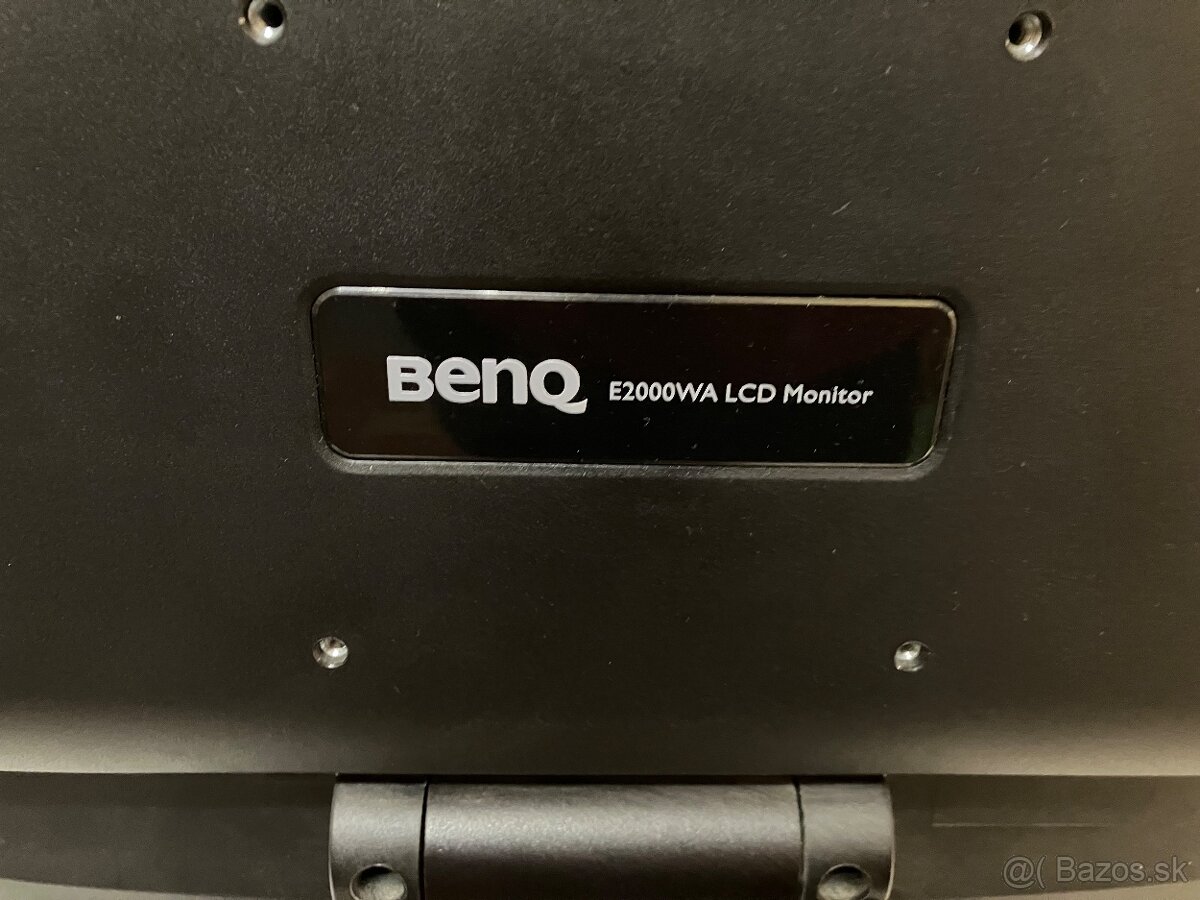 BenQ E2000WA LCD Monitor
@( Bazos.sk